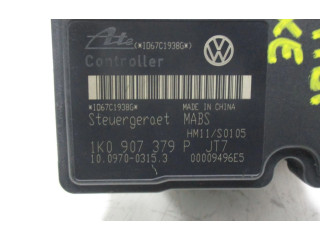 Ate (*ID67C1938G*)
Controller
*ID67C1938G* MADE IN CHINA
Steuergeraet MABS
HM11/S0105
1K0 907 379 P JT7
10.0970-0315.3 00009496E5